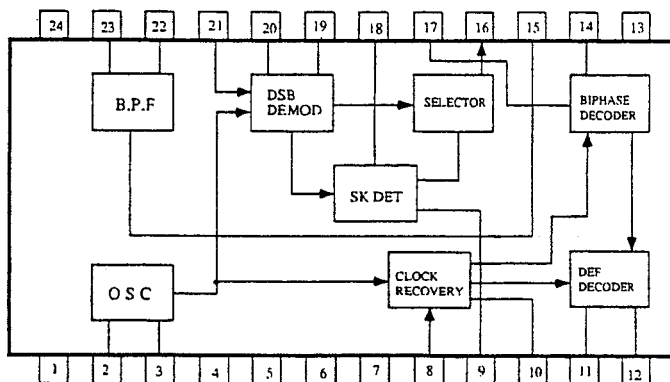 24 23 22 21 20 19 18 17 16 15 14 13
B.P.F
DSB
DEMOD
SELECTOR
BIPHASE
DECODER
SK DET
OSC
CLOCK
RECOVERY
DEF
DECODER
1 2 3 4 5 6 7 8 9 10 11 12